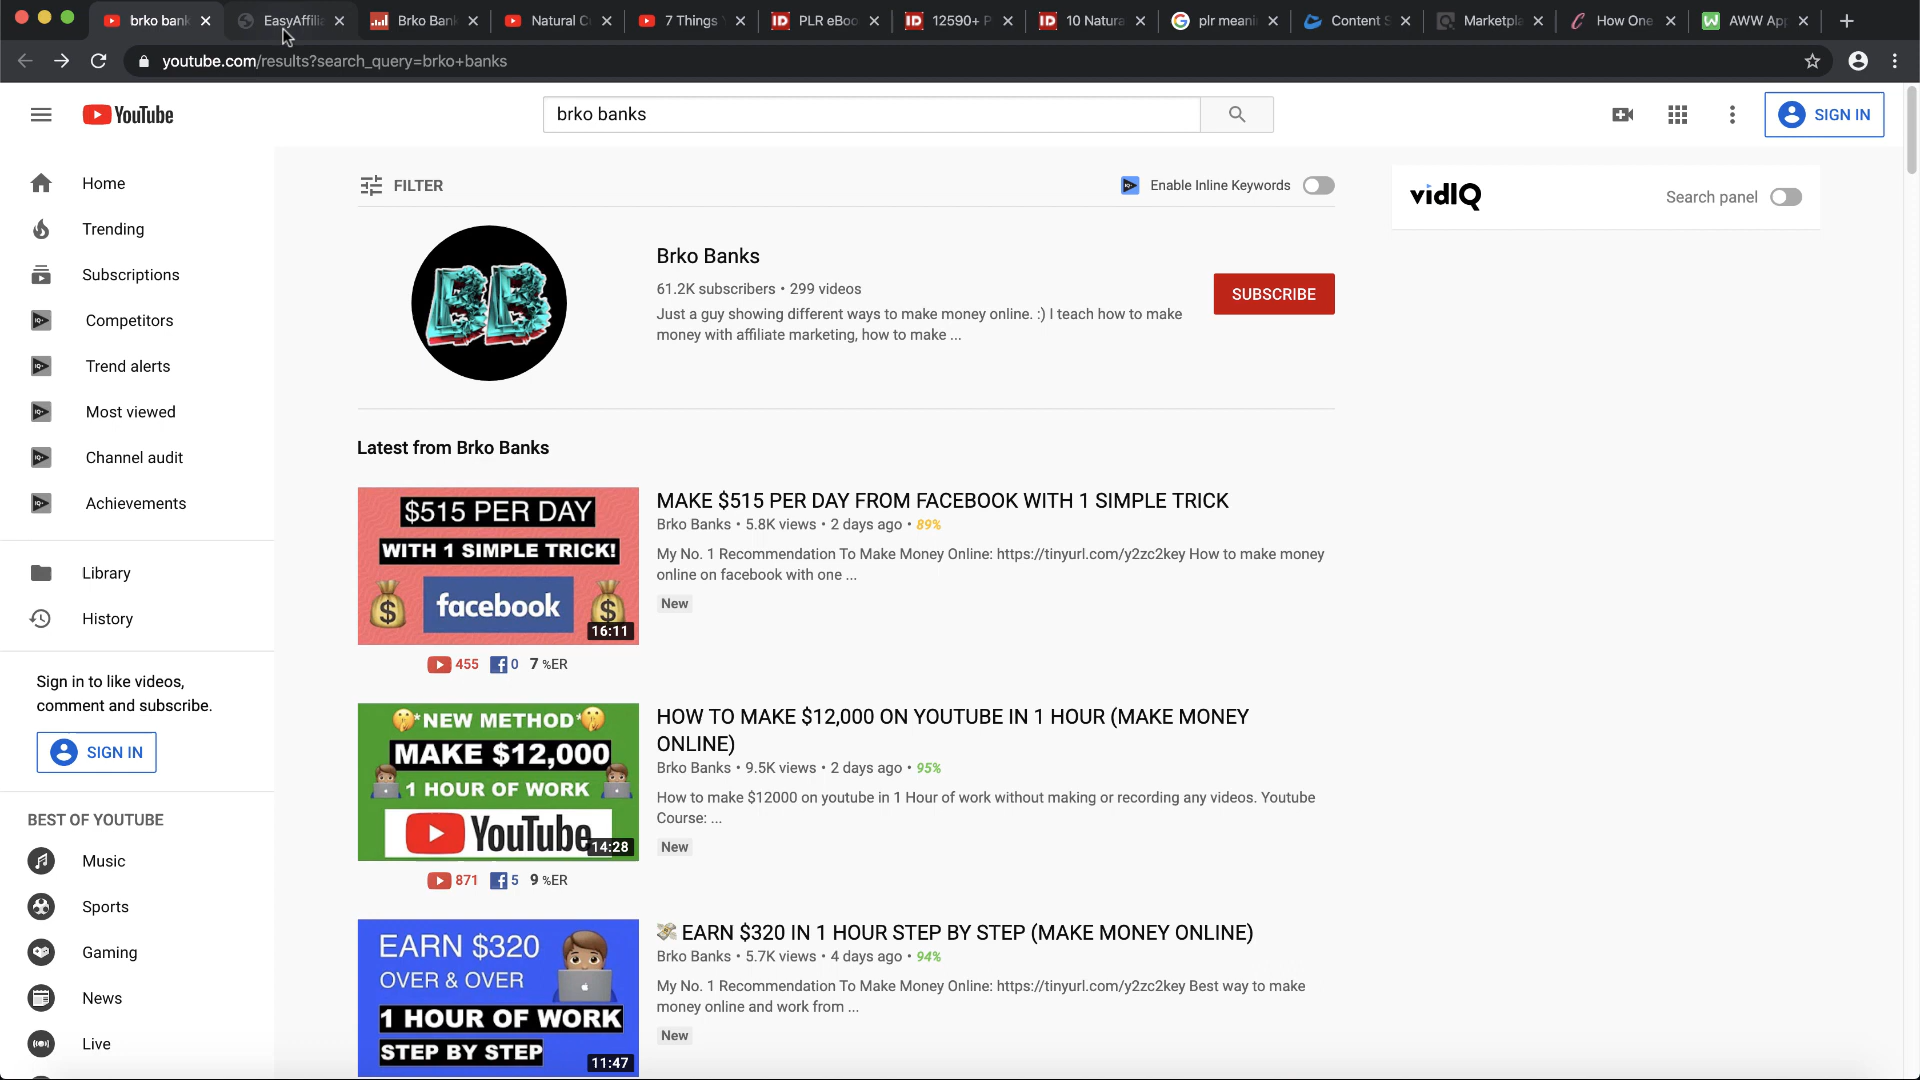 brko bank
EasyAffilia
Brko Bank
Natural C
7 Things
PLR eBoo
12590+ P
10 Natura
plr meani
Content S
Marketpla
How One
AWW App
youtube.com/results?search_query=brko+banks
YouTube
brko banks
SIGN IN
Home
Trending
Subscriptions
Competitors
Trend alerts
Most viewed
Channel audit
Achievements
Library
History
Sign in to like videos,
comment and subscribe.
SIGN IN
BEST OF YOUTUBE
Music
Sports
Gaming
News
Live
FILTER
Enable Inline Keywords
vidIQ
Search panel
BB
Brko Banks
61.2K subscribers • 299 videos
Just a guy showing different ways to make money online. :) I teach how to make
money with affiliate marketing, how to make ...
SUBSCRIBE
Latest from Brko Banks
$515 PER DAY
WITH 1 SIMPLE TRICK!
facebook
16:11
455 0 7 %ER
MAKE $515 PER DAY FROM FACEBOOK WITH 1 SIMPLE TRICK
Brko Banks • 5.8K views • 2 days ago • 89%
My No. 1 Recommendation To Make Money Online: https://tinyurl.com/y2zc2key How to make money
online on facebook with one ...
New
*NEW METHOD*
MAKE $12,000
1 HOUR OF WORK
YouTube
14:28
871 5 9 %ER
HOW TO MAKE $12,000 ON YOUTUBE IN 1 HOUR (MAKE MONEY
ONLINE)
Brko Banks • 9.5K views • 2 days ago • 95%
How to make $12000 on youtube in 1 Hour of work without making or recording any videos. Youtube
Course: ...
New
EARN $320
OVER & OVER
1 HOUR OF WORK
STEP BY STEP
11:47
💸 EARN $320 IN 1 HOUR STEP BY STEP (MAKE MONEY ONLINE)
Brko Banks • 5.7K views • 4 days ago • 94%
My No. 1 Recommendation To Make Money Online: https://tinyurl.com/y2zc2key Best way to make
money online and work from ...
New